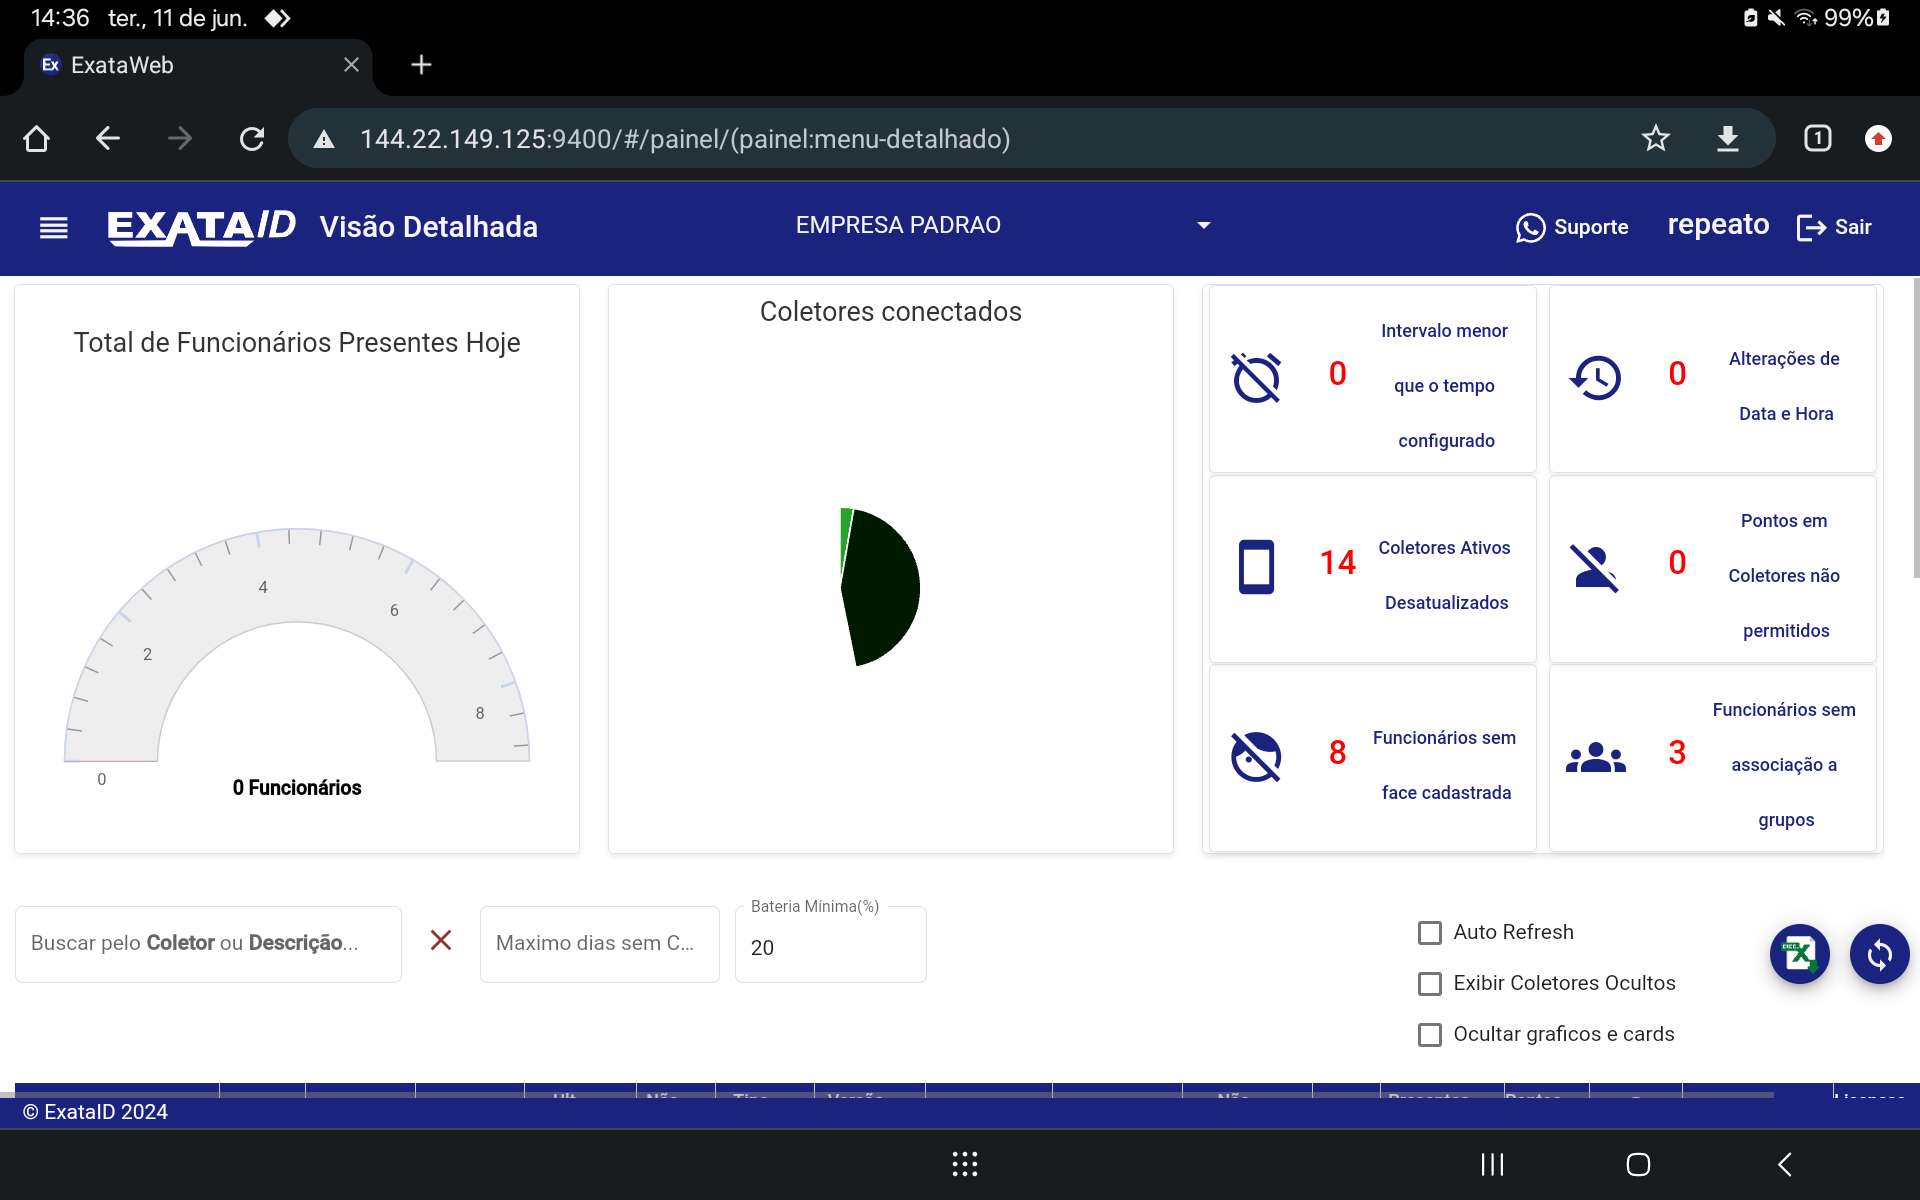 14:36 ter., 11 de jun.
99%
Ex ExataWeb
144.22.149.125:9400/#/painel/(painel:menu-detalhado)
1
EXATAID Visão Detalhada
EMPRESA PADRAO
Suporte
repeato
Sair
Total de Funcionários Presentes Hoje
0
2
4
6
8
0 Funcionários
Coletores conectados
0
Intervalo menor
que o tempo
configurado
0
Alterações de
Data e Hora
14
Coletores Ativos
Desatualizados
0
Pontos em
Coletores não
permitidos
8
Funcionários sem
face cadastrada
3
Funcionários sem
associação a
grupos
Buscar pelo Coletor ou Descrição...
Maximo dias sem C...
Bateria Mínima(%)
20
Auto Refresh
Exibir Coletores Ocultos
Ocultar graficos e cards
© ExataID 2024